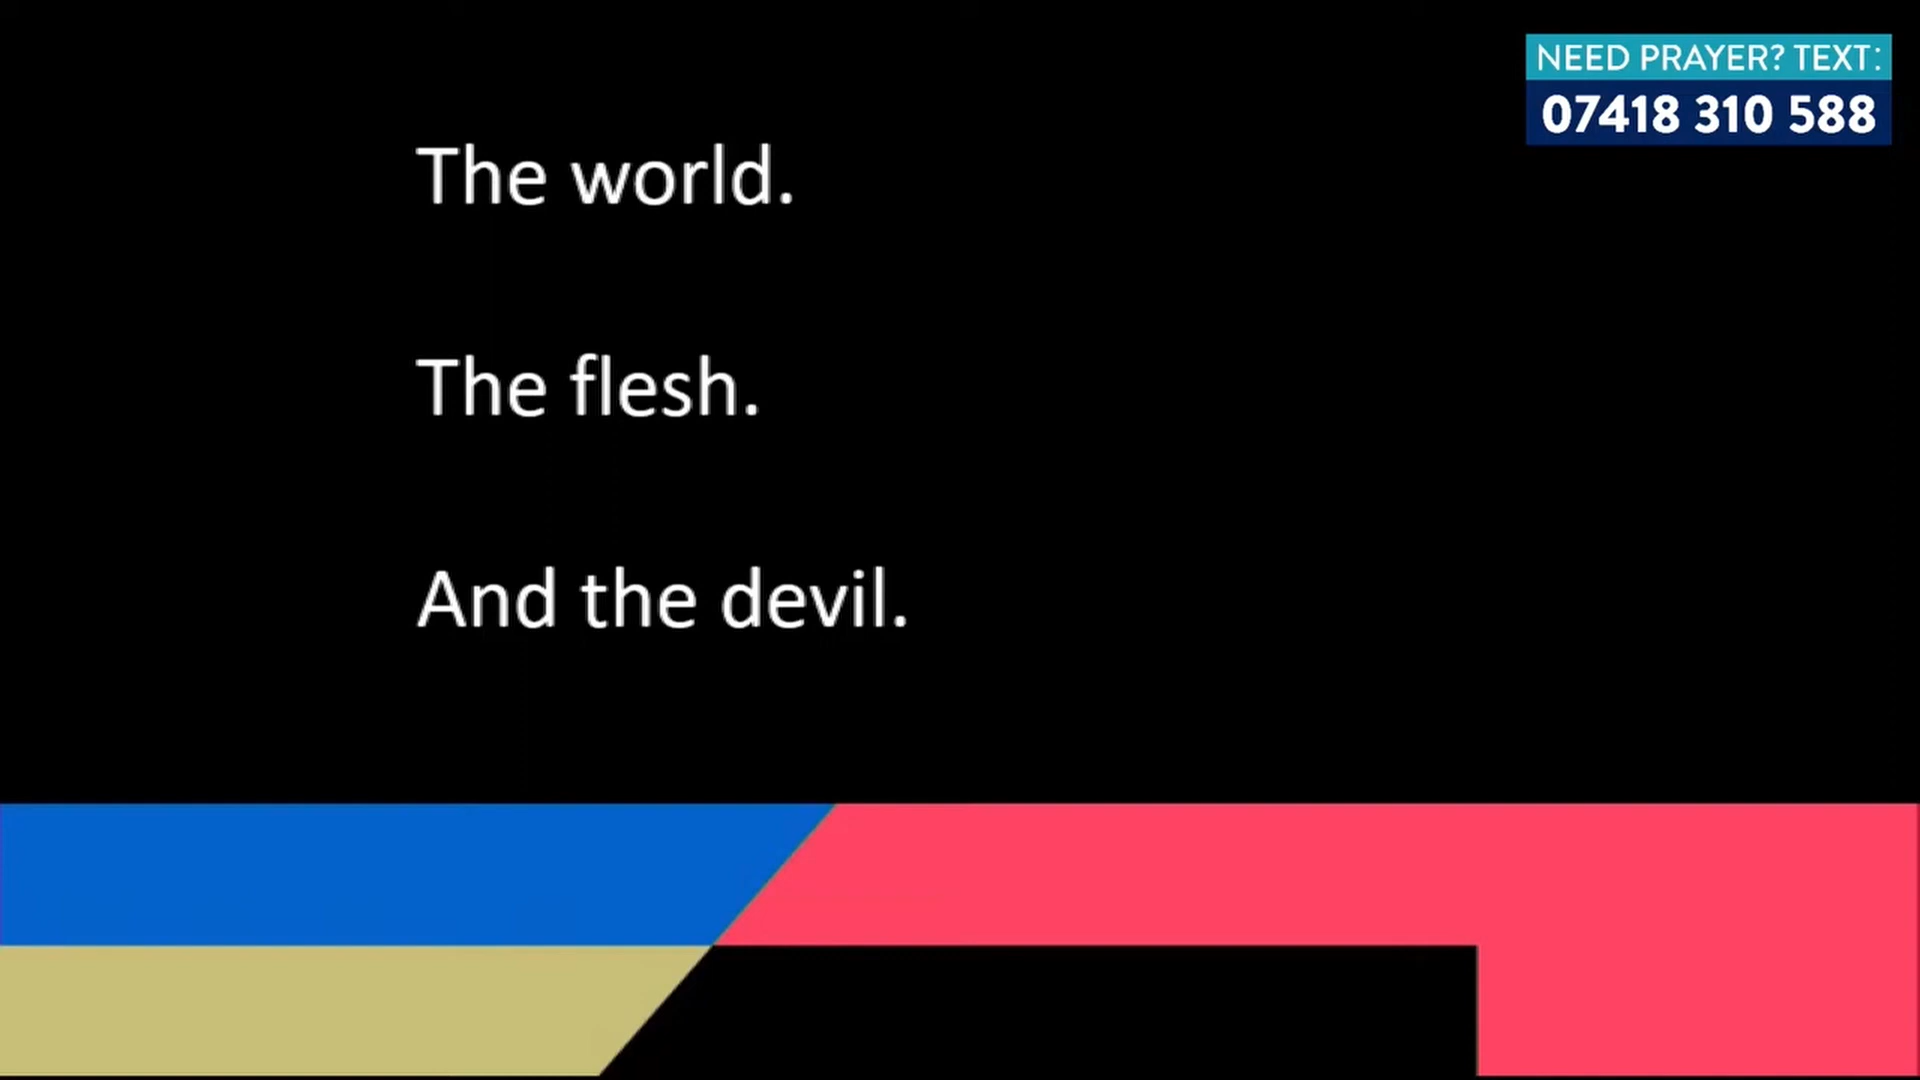 NEED PRAYER? TEXT:
07418 310 588
The world.
The flesh.
And the devil.